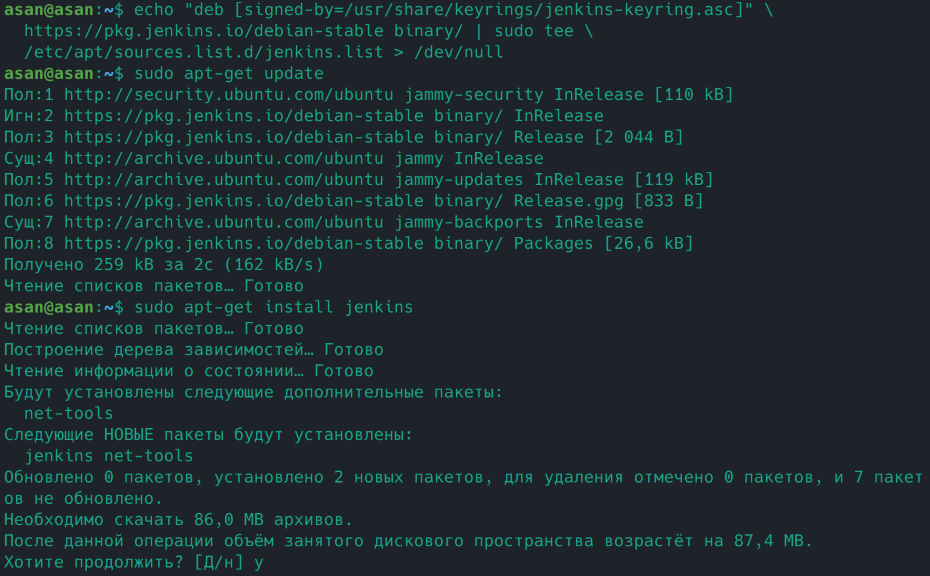 asan@asan:~$ echo "deb [signed-by=/usr/share/keyrings/jenkins-keyring.asc]" \
  https://pkg.jenkins.io/debian-stable binary/ | sudo tee \
  /etc/apt/sources.list.d/jenkins.list > /dev/null
asan@asan:~$ sudo apt-get update
Пол:1 http://security.ubuntu.com/ubuntu jammy-security InRelease [110 kB]
Игн:2 https://pkg.jenkins.io/debian-stable binary/ InRelease
Пол:3 https://pkg.jenkins.io/debian-stable binary/ Release [2 044 B]
Сущ:4 http://archive.ubuntu.com/ubuntu jammy InRelease
Пол:5 http://archive.ubuntu.com/ubuntu jammy-updates InRelease [119 kB]
Пол:6 https://pkg.jenkins.io/debian-stable binary/ Release.gpg [833 B]
Сущ:7 http://archive.ubuntu.com/ubuntu jammy-backports InRelease
Пол:8 https://pkg.jenkins.io/debian-stable binary/ Packages [26,6 kB]
Получено 259 kB за 2с (162 kB/s)
Чтение списков пакетов… Готово
asan@asan:~$ sudo apt-get install jenkins
Чтение списков пакетов… Готово
Построение дерева зависимостей… Готово
Чтение информации о состоянии… Готово
Будут установлены следующие дополнительные пакеты:
  net-tools
Следующие НОВЫЕ пакеты будут установлены:
  jenkins net-tools
Обновлено 0 пакетов, установлено 2 новых пакетов, для удаления отмечено 0 пакетов, и 7 пакет
ов не обновлено.
Необходимо скачать 86,0 MB архивов.
После данной операции объём занятого дискового пространства возрастёт на 87,4 MB.
Хотите продолжить? [Д/н] y